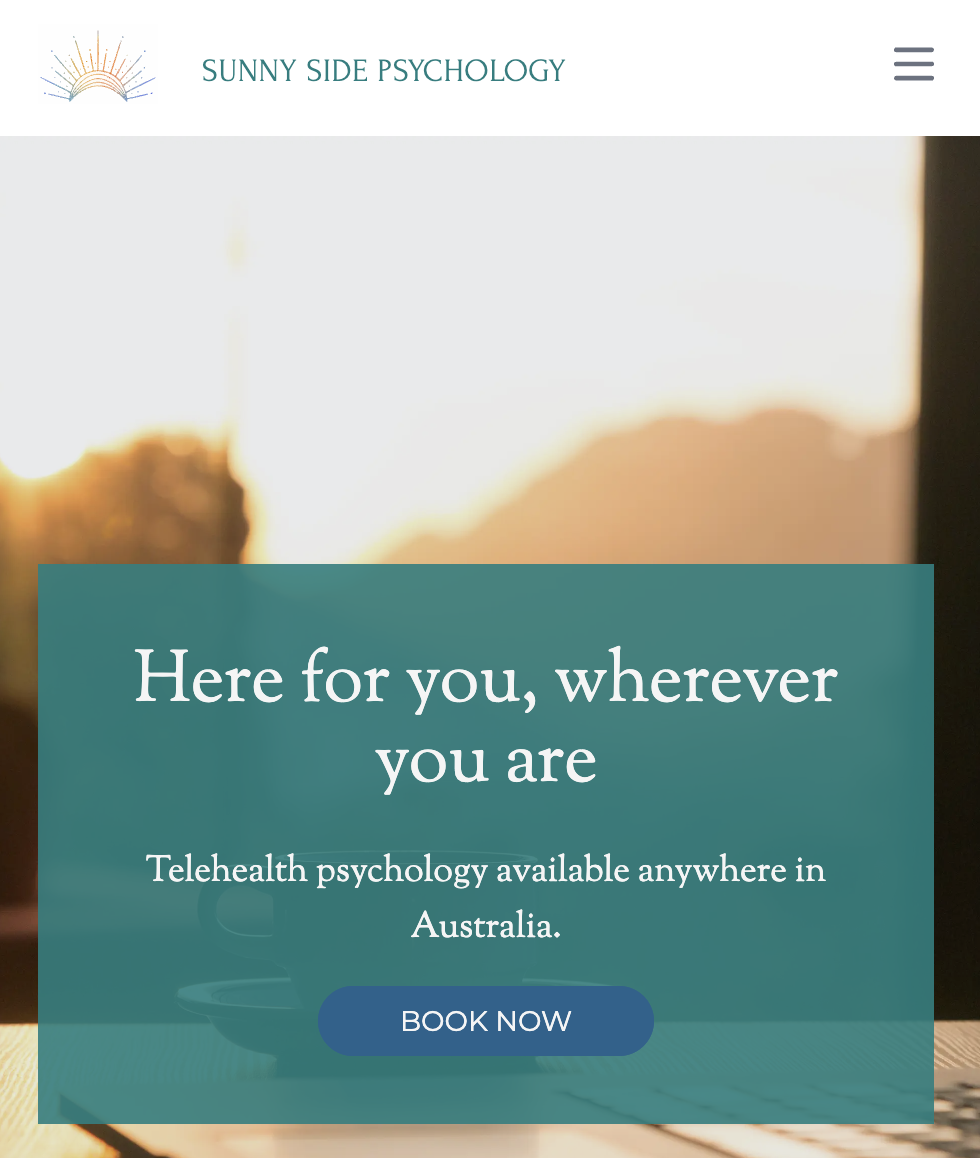 SUNNY SIDE PSYCHOLOGY
Here for you, wherever
you are
Telehealth psychology available anywhere in
Australia.
BOOK NOW